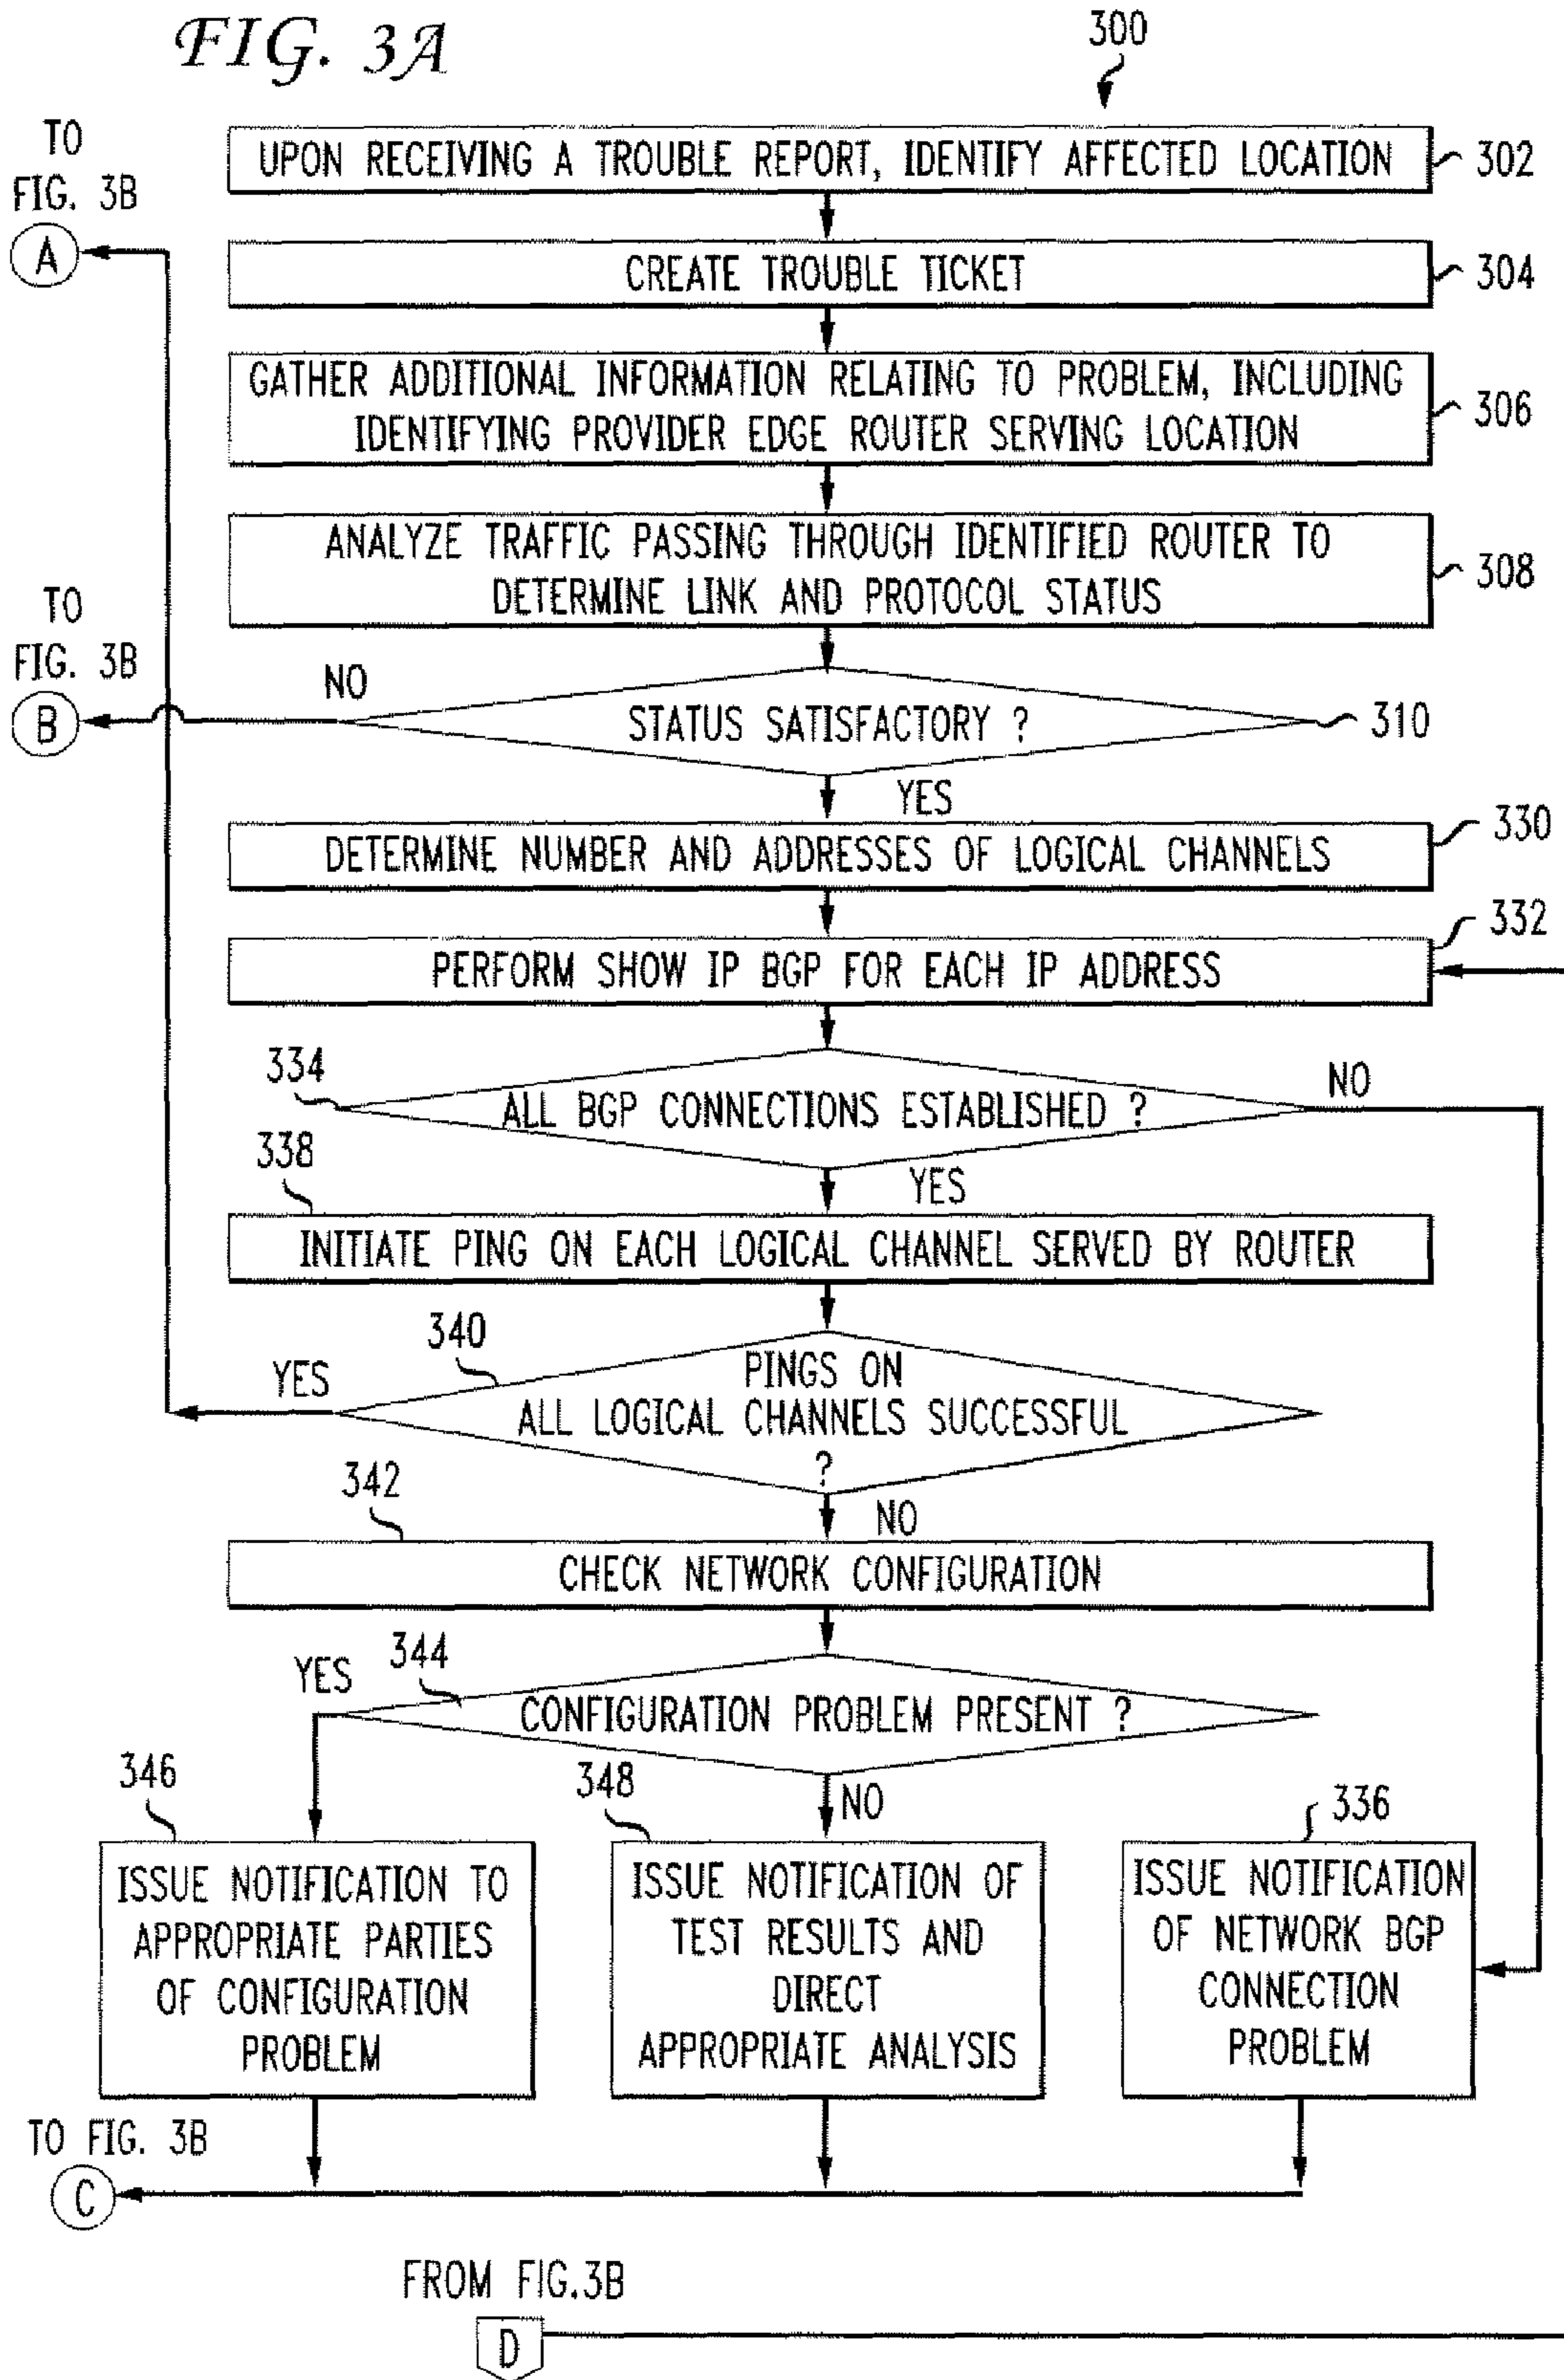 FIG. 3A
300
TO
FIG. 3B
A
UPON RECEIVING A TROUBLE REPORT, IDENTIFY AFFECTED LOCATION
302
CREATE TROUBLE TICKET
304
GATHER ADDITIONAL INFORMATION RELATING TO PROBLEM, INCLUDING
IDENTIFYING PROVIDER EDGE ROUTER SERVING LOCATION
306
ANALYZE TRAFFIC PASSING THROUGH IDENTIFIED ROUTER TO
DETERMINE LINK AND PROTOCOL STATUS
308
TO
FIG. 3B
B
NO
STATUS SATISFACTORY ?
310
YES
DETERMINE NUMBER AND ADDRESSES OF LOGICAL CHANNELS
330
PERFORM SHOW IP BGP FOR EACH IP ADDRESS
332
334
ALL BGP CONNECTIONS ESTABLISHED ?
NO
YES
338
INITIATE PING ON EACH LOGICAL CHANNEL SERVED BY ROUTER
340
YES
PINGS ON
ALL LOGICAL CHANNELS SUCCESSFUL
?
NO
342
CHECK NETWORK CONFIGURATION
344
YES
CONFIGURATION PROBLEM PRESENT ?
NO
346
ISSUE NOTIFICATION TO
APPROPRIATE PARTIES
OF CONFIGURATION
PROBLEM
348
ISSUE NOTIFICATION OF
TEST RESULTS AND
DIRECT
APPROPRIATE ANALYSIS
336
ISSUE NOTIFICATION
OF NETWORK BGP
CONNECTION
PROBLEM
TO FIG. 3B
C
FROM FIG.3B
D